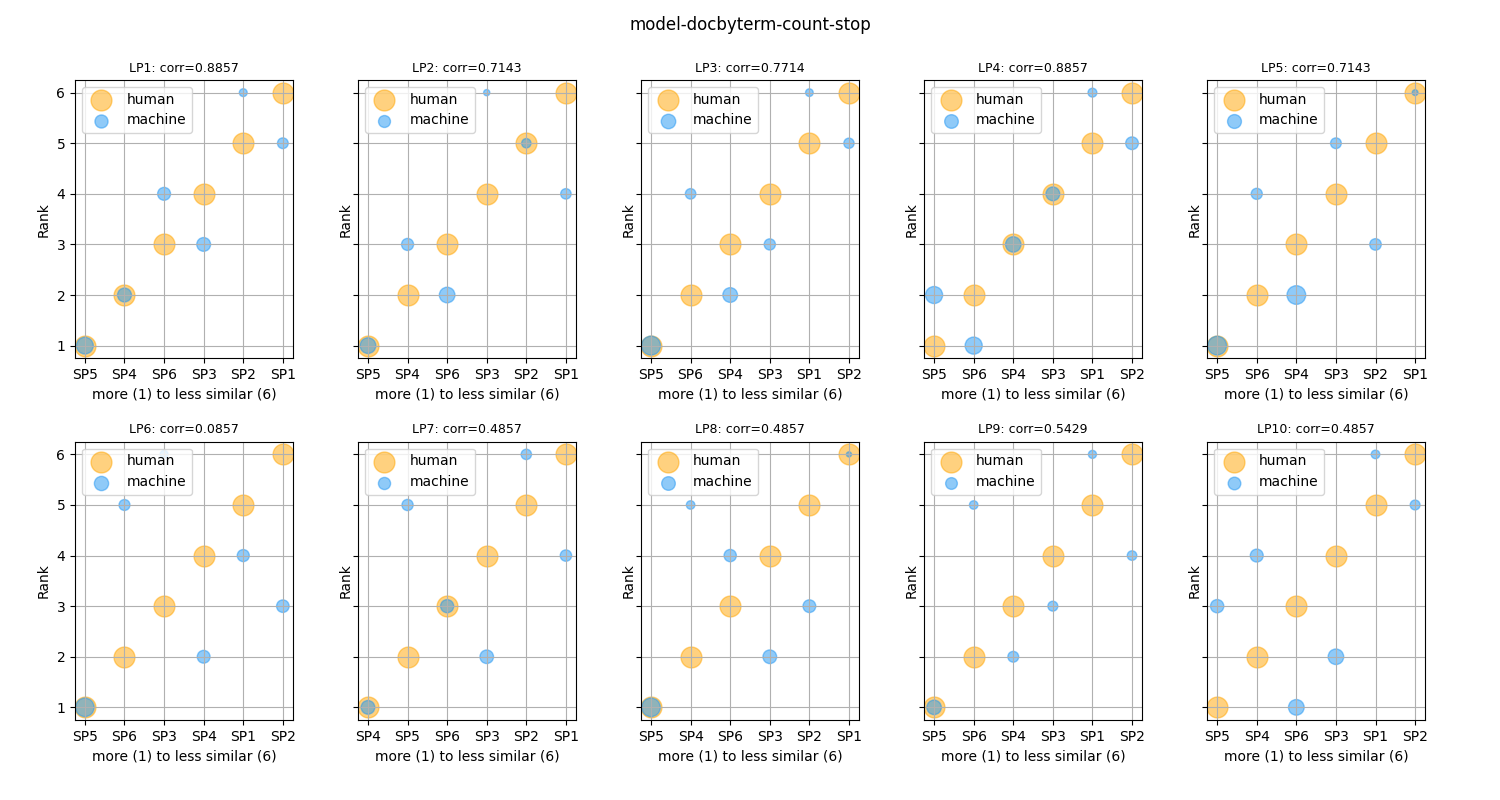 model-docbyterm-count-stop
LP1: corr=0.8857
human
machine
Rank
6
5
4
3
2
1
SP5 SP4 SP6 SP3 SP2 SP1
more (1) to less similar (6)
LP2: corr=0.7143
human
machine
Rank
SP5 SP4 SP6 SP3 SP2 SP1
more (1) to less similar (6)
LP3: corr=0.7714
human
machine
Rank
SP5 SP6 SP4 SP3 SP1 SP2
more (1) to less similar (6)
LP4: corr=0.8857
human
machine
Rank
SP5 SP6 SP4 SP3 SP1 SP2
more (1) to less similar (6)
LP5: corr=0.7143
human
machine
Rank
SP5 SP6 SP4 SP3 SP2 SP1
more (1) to less similar (6)
LP6: corr=0.0857
human
machine
Rank
6
5
4
3
2
1
SP5 SP6 SP3 SP4 SP1 SP2
more (1) to less similar (6)
LP7: corr=0.4857
human
machine
Rank
SP4 SP5 SP6 SP3 SP2 SP1
more (1) to less similar (6)
LP8: corr=0.4857
human
machine
Rank
SP5 SP4 SP6 SP3 SP2 SP1
more (1) to less similar (6)
LP9: corr=0.5429
human
machine
Rank
SP5 SP6 SP4 SP3 SP1 SP2
more (1) to less similar (6)
LP10: corr=0.4857
human
machine
Rank
SP5 SP4 SP6 SP3 SP1 SP2
more (1) to less similar (6)